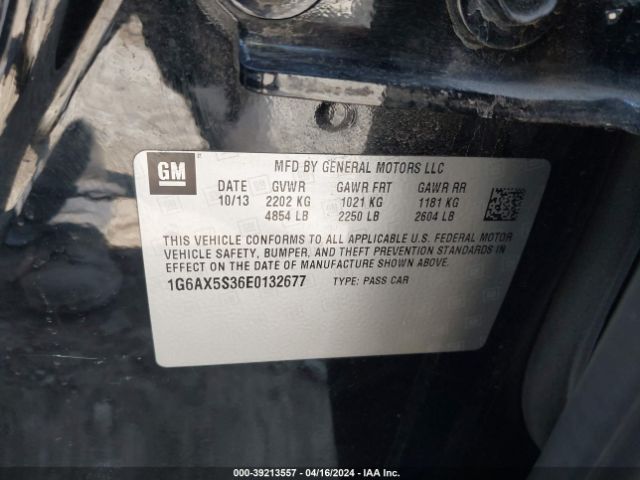 GM
MFD BY GENERAL MOTORS LLC
DATE GVWR GAWR FRT GAWR RR
10/13 2202 KG 1021 KG 1181 KG
4854 LB 2250 LB 2604 LB
THIS VEHICLE CONFORMS TO ALL APPLICABLE U.S. FEDERAL MOTOR
VEHICLE SAFETY, BUMPER, AND THEFT PREVENTION STANDARDS IN
EFFECT ON THE DATE OF MANUFACTURE SHOWN ABOVE.
1G6AX5S36E0132677 TYPE: PASS CAR
Copart - 39213557 - 04/16/2024 - IAA Inc.